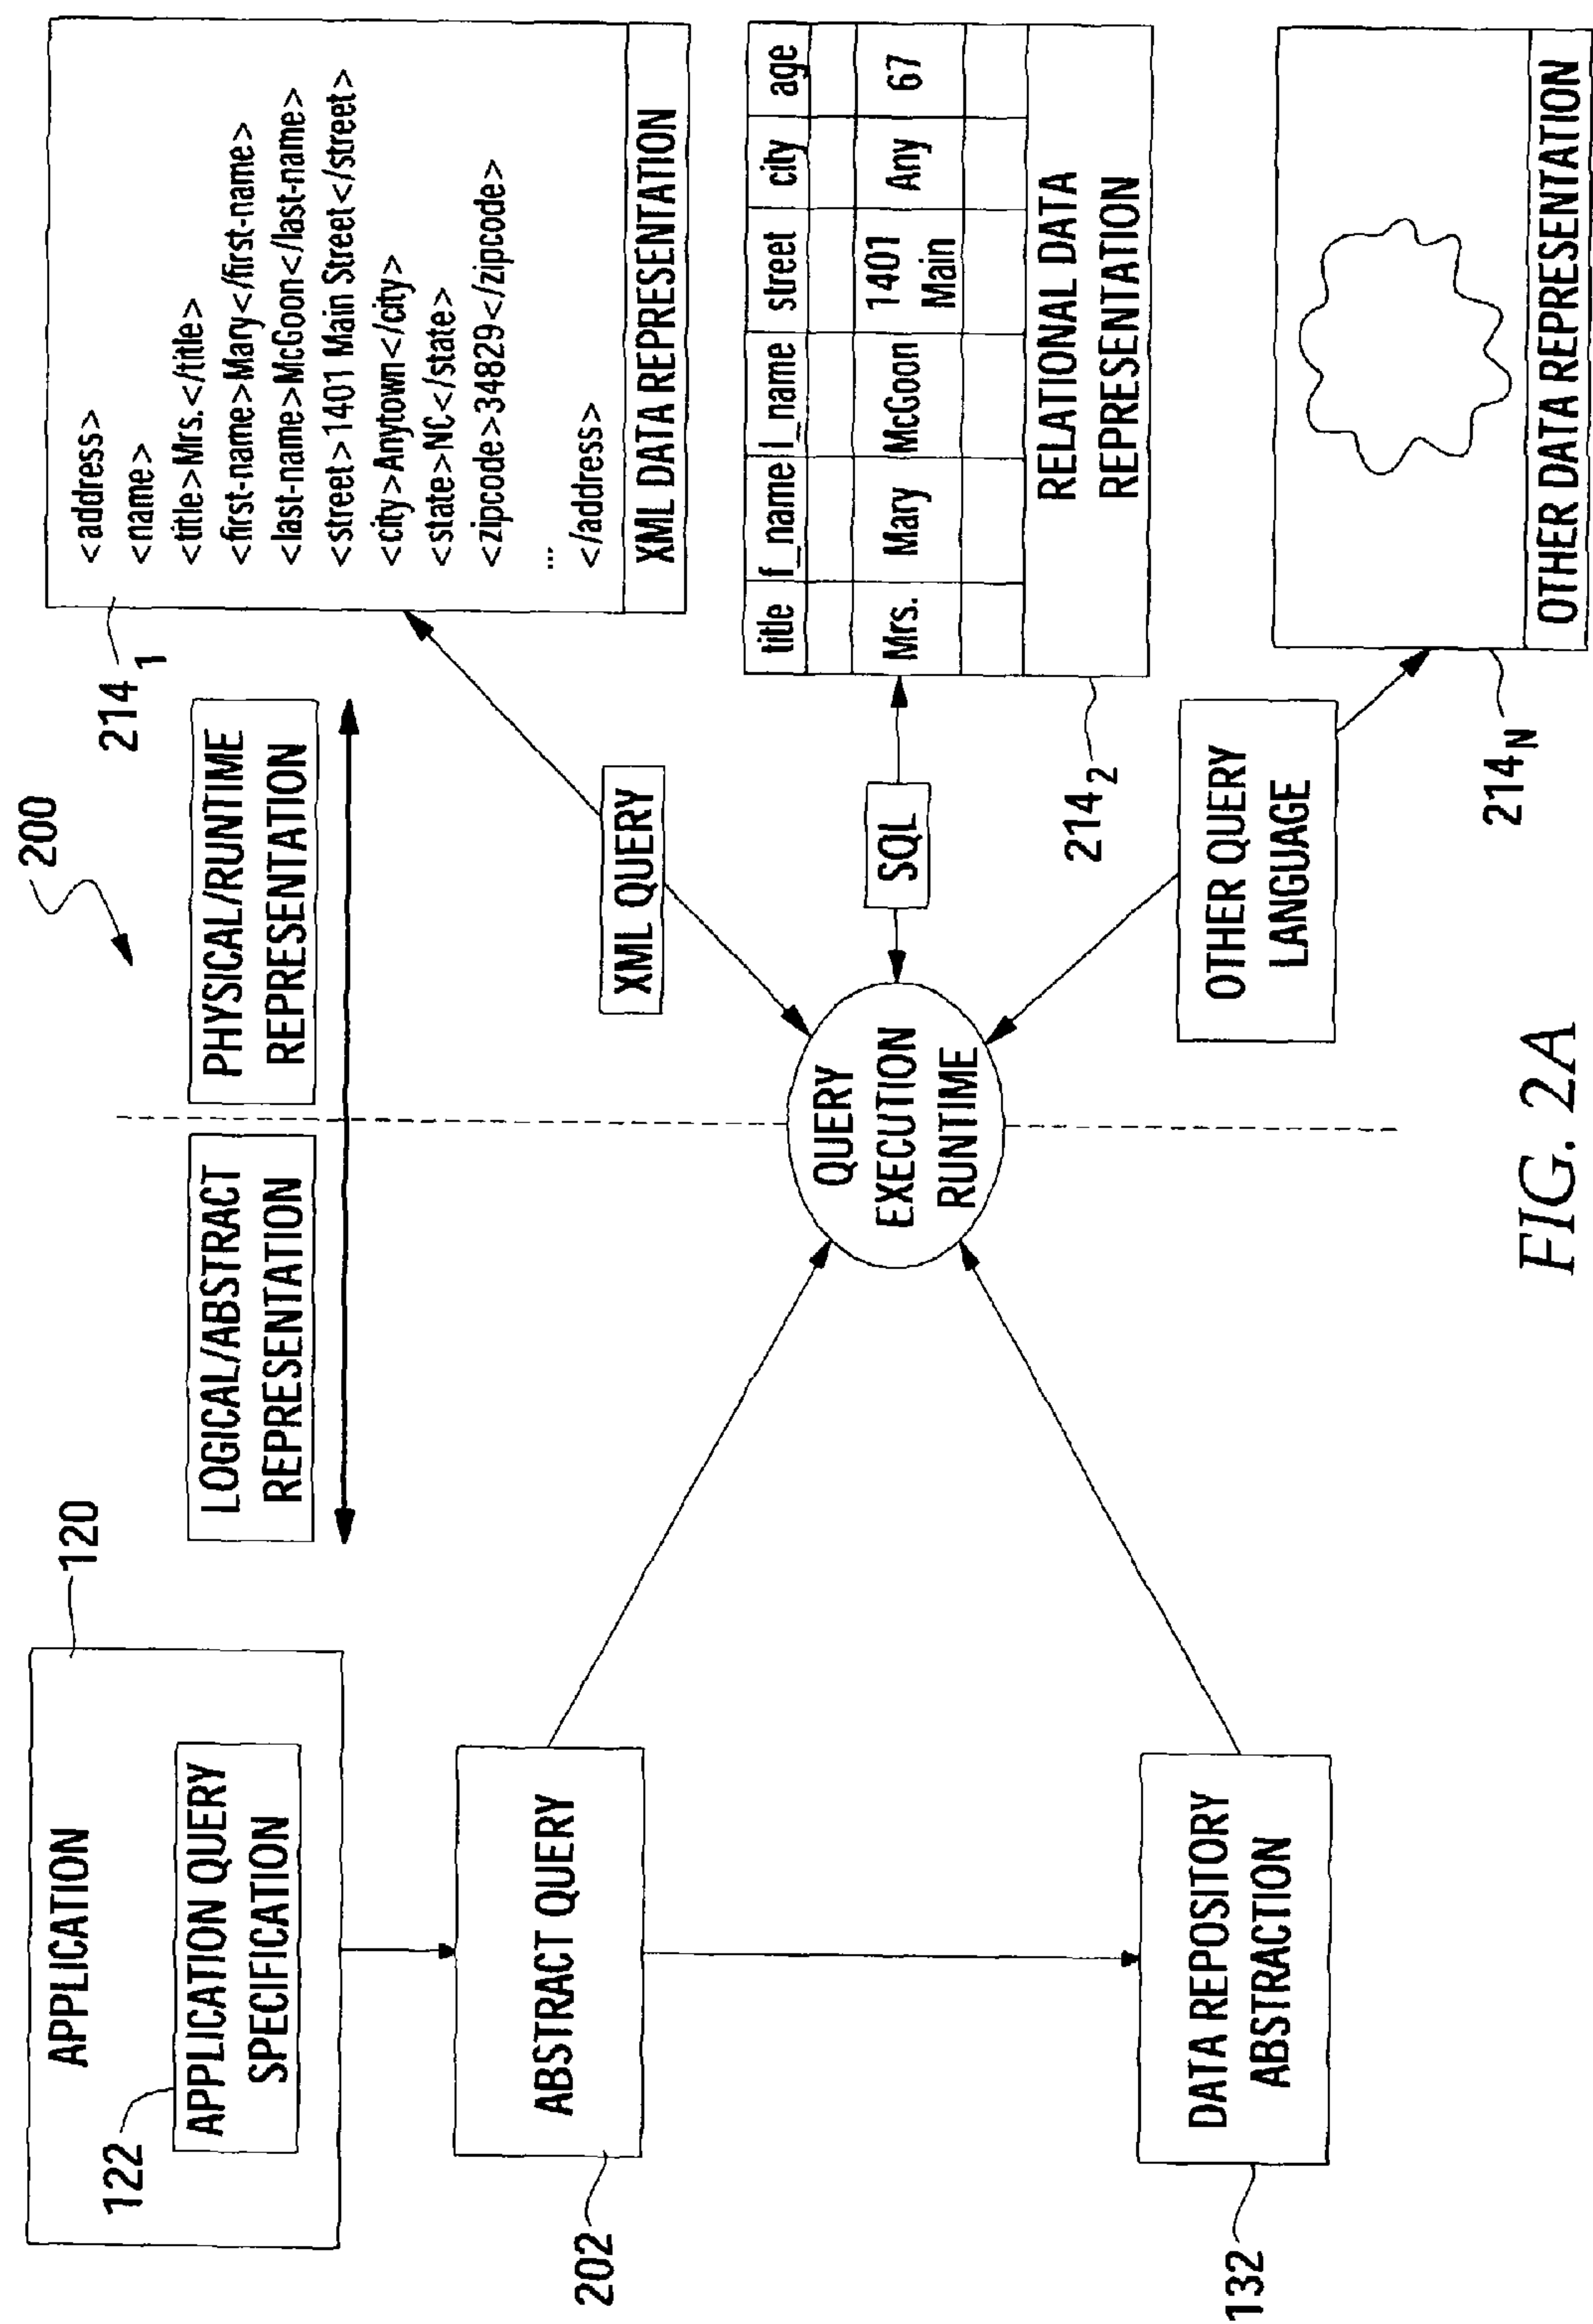 200
120
APPLICATION
122
APPLICATION QUERY
SPECIFICATION
LOGICAL/ABSTRACT
REPRESENTATION
PHYSICAL/RUNTIME
REPRESENTATION
202
ABSTRACT QUERY
132
DATA REPOSITORY
ABSTRACTION
QUERY
EXECUTION
RUNTIME
XML QUERY
SQL
OTHER QUERY
LANGUAGE
214 1
<address>
<name>
<title>Mrs.</title>
<first-name>Mary</first-name>
<last-name>McGoon</last-name>
<street>1401 Main Street</street>
<city>Anytown</city>
<state>NC</state>
<zipcode>34829</zipcode>
...
</address>
XML DATA REPRESENTATION
title f_name l_name street city age
Mrs. Mary McGoon 1401 Main Any 67
RELATIONAL DATA
REPRESENTATION
214 2
OTHER DATA REPRESENTATION
214 N
FIG. 2A